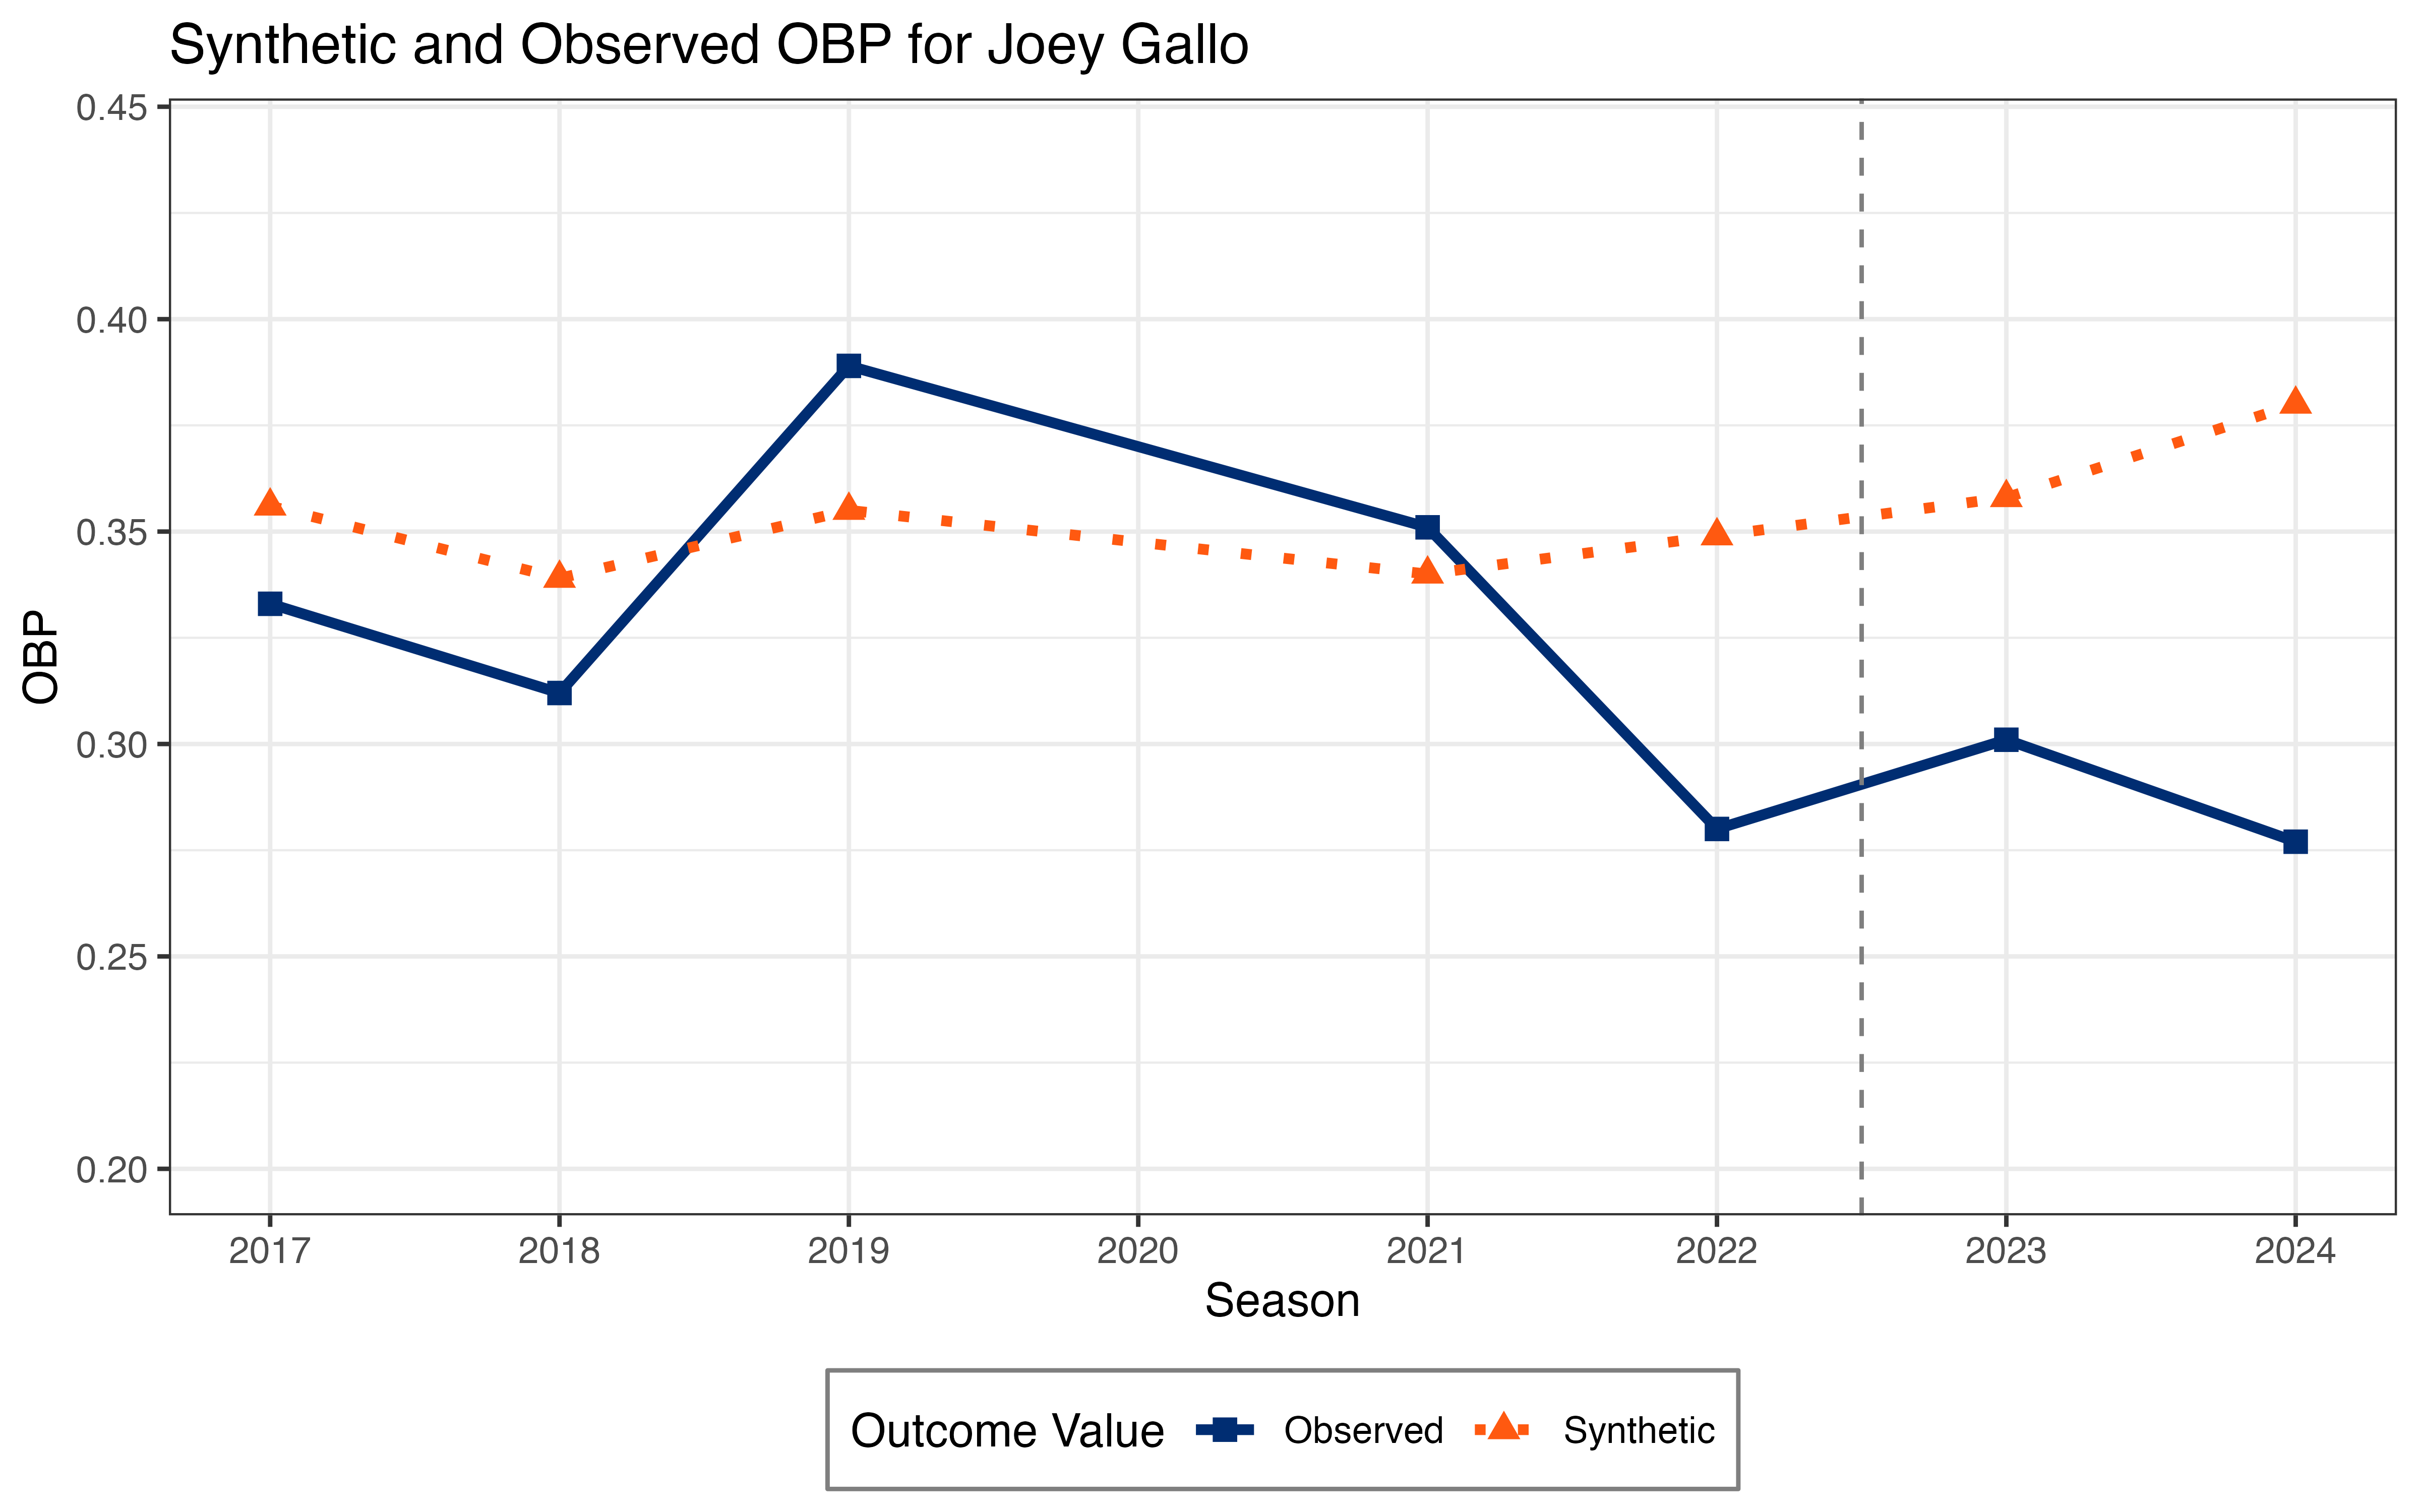 Synthetic and Observed OBP for Joey Gallo
0.45
0.40
0.35
0.30
0.25
0.20
OBP
2017 2018 2019 2020 2021 2022 2023 2024
Season
Outcome Value Observed Synthetic